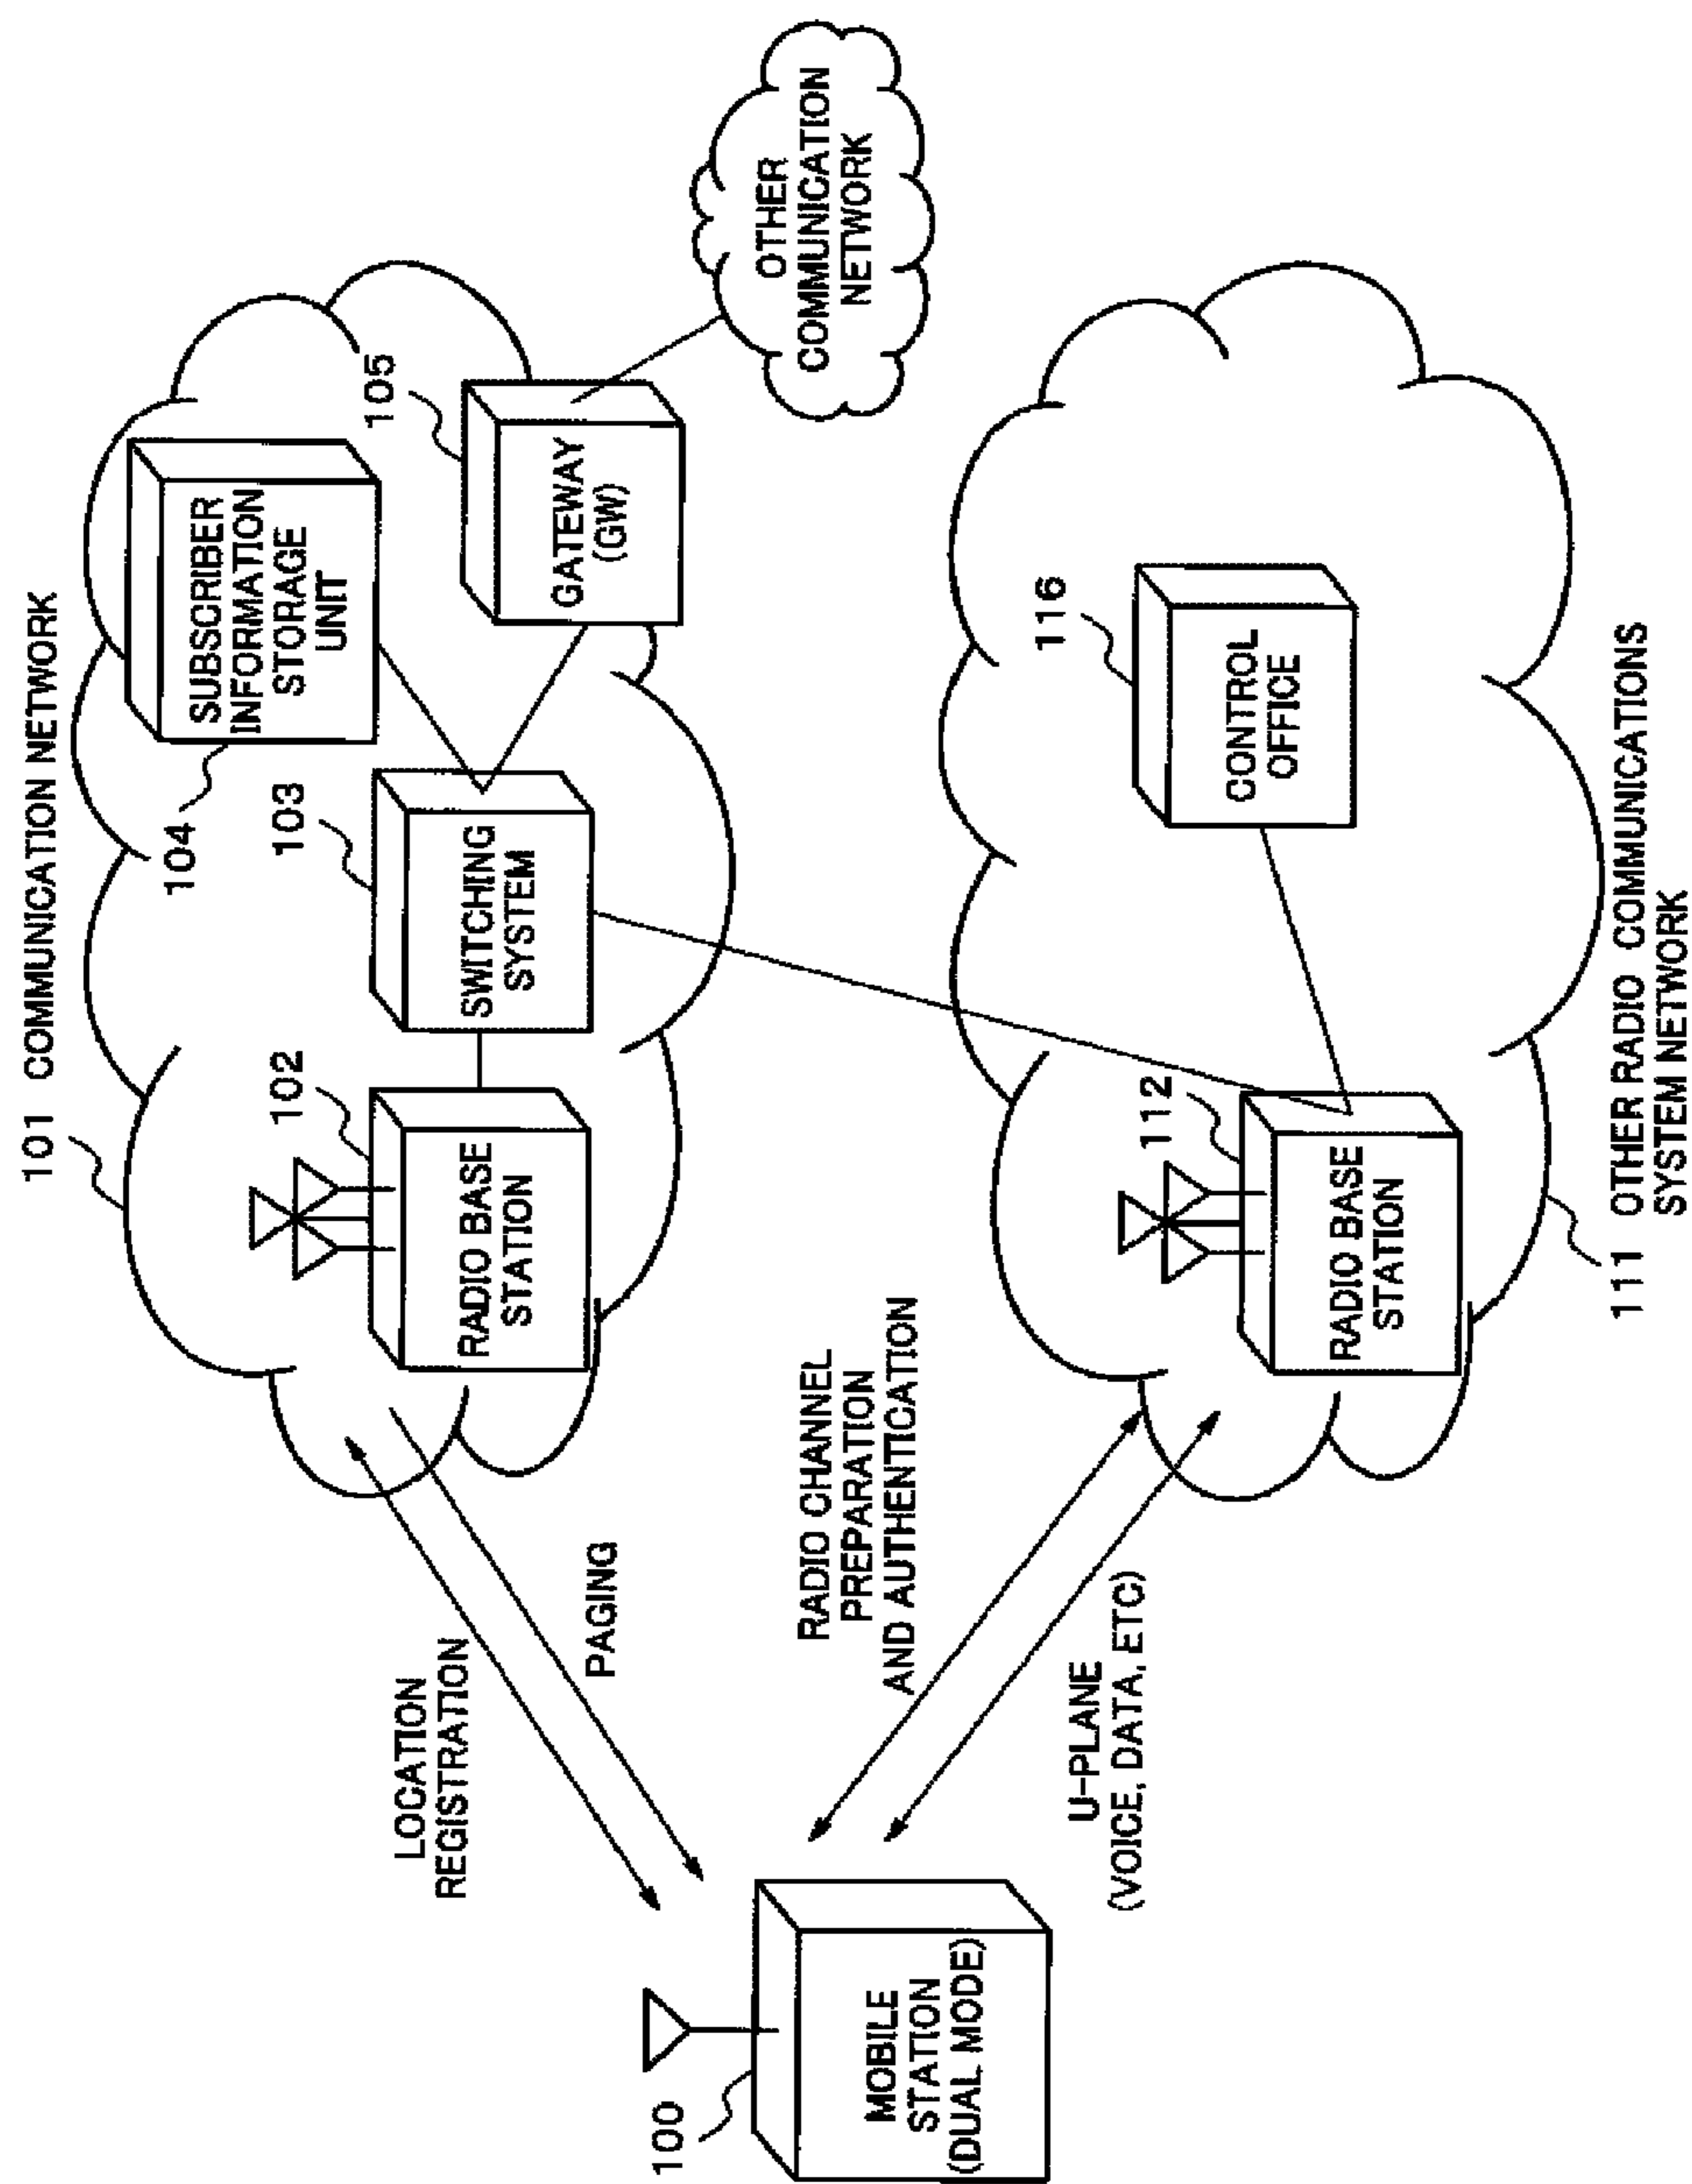 101 COMMUNICATION NETWORK
102
RADIO BASE
STATION
103
SWITCHING
SYSTEM
104
SUBSCRIBER
INFORMATION
STORAGE
UNIT
105
GATEWAY
(GW)
OTHER
COMMUNICATION
NETWORK
LOCATION
REGISTRATION
PAGING
100
MOBILE
STATION
(DUAL MODE)
RADIO CHANNEL
PREPARATION
AND AUTHENTICATION
U-PLANE
(VOICE, DATA, ETC)
112
RADIO BASE
STATION
116
CONTROL
OFFICE
111 OTHER RADIO COMMUNICATIONS
SYSTEM NETWORK